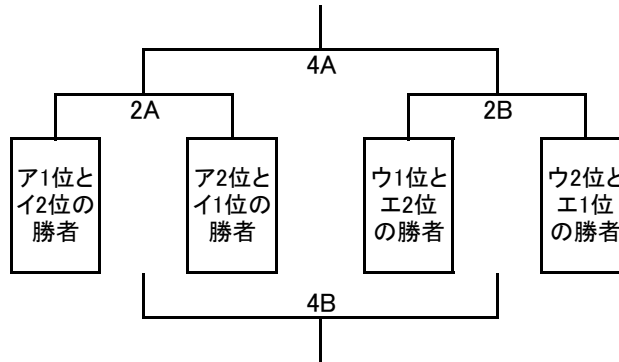 4A
2A
2B
ア1位と
イ2位の
勝者
ア2位と
イ1位の
勝者
ウ1位と
エ2位
の勝者
ウ2位と
エ1位
の勝者
4B